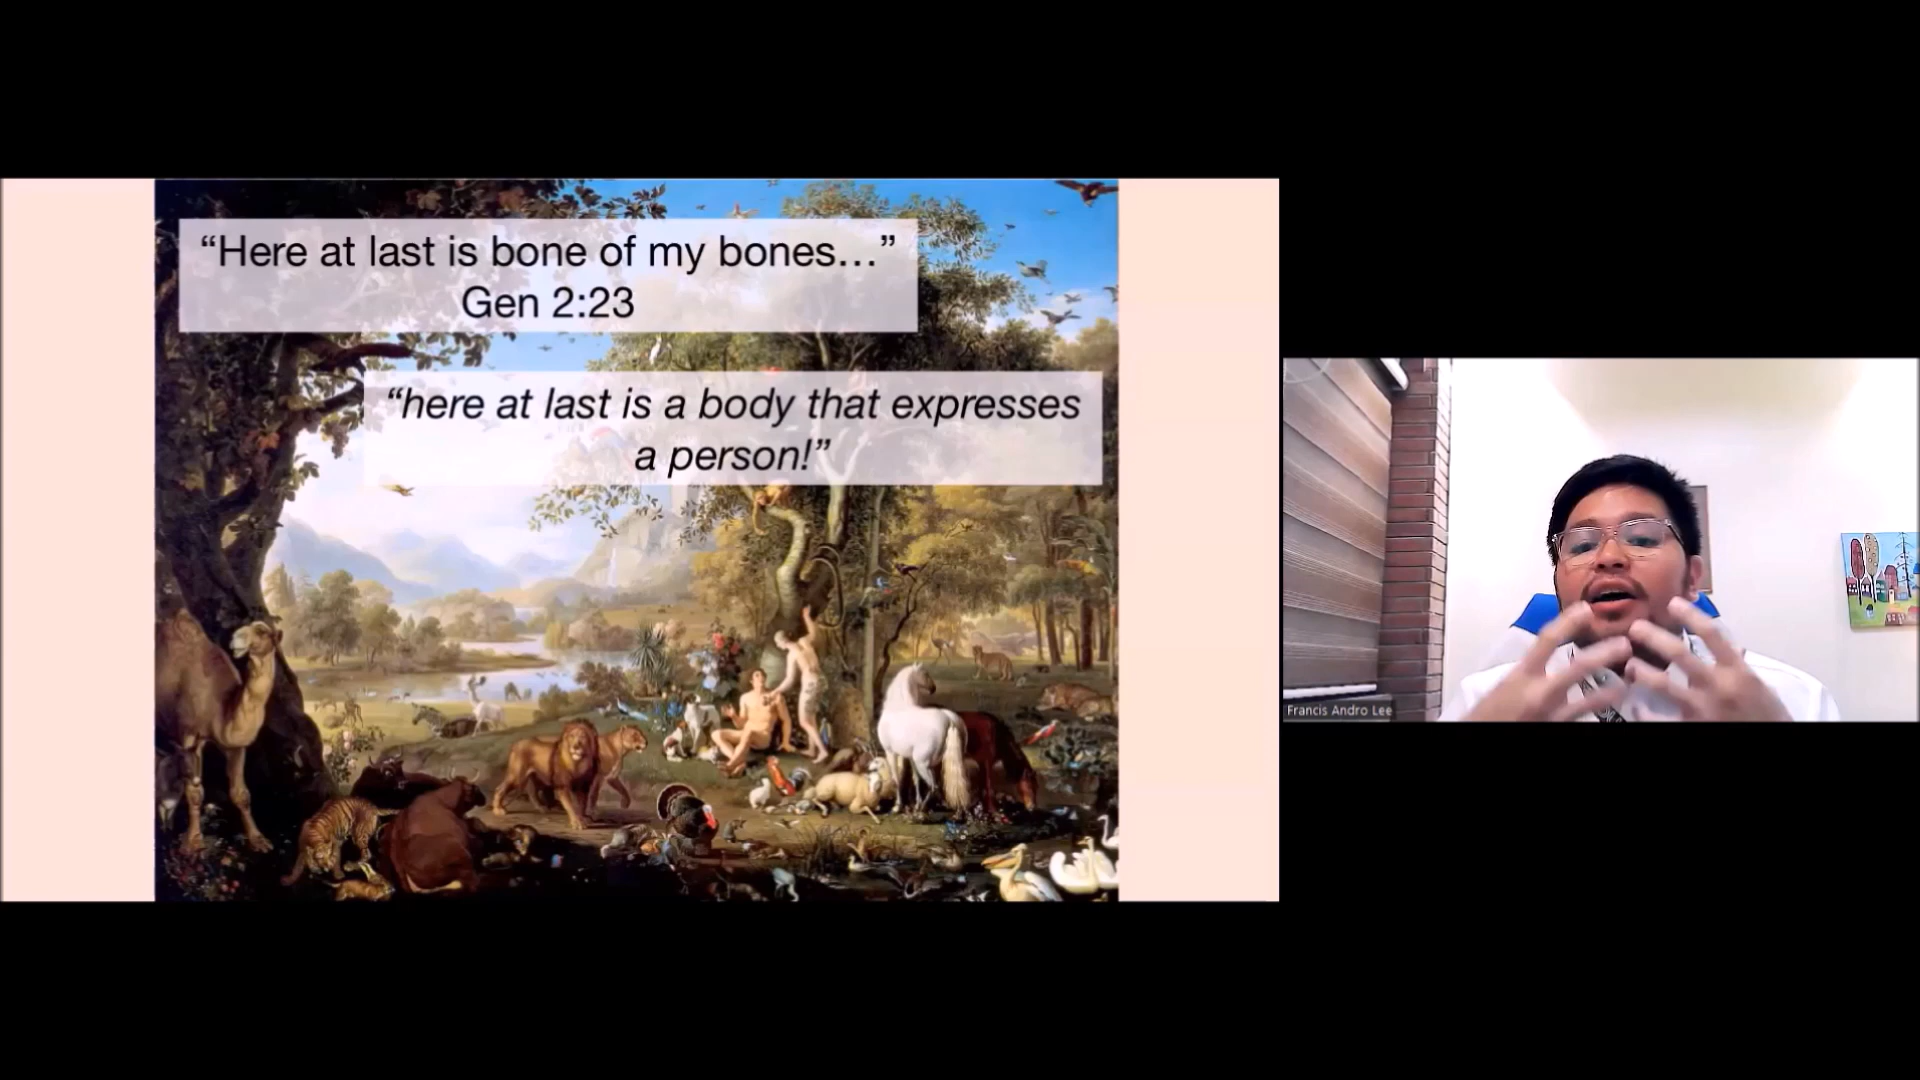 “Here at last is bone of my bones…”
Gen 2:23
“here at last is a body that expresses
a person!”
Francis Andro Lee